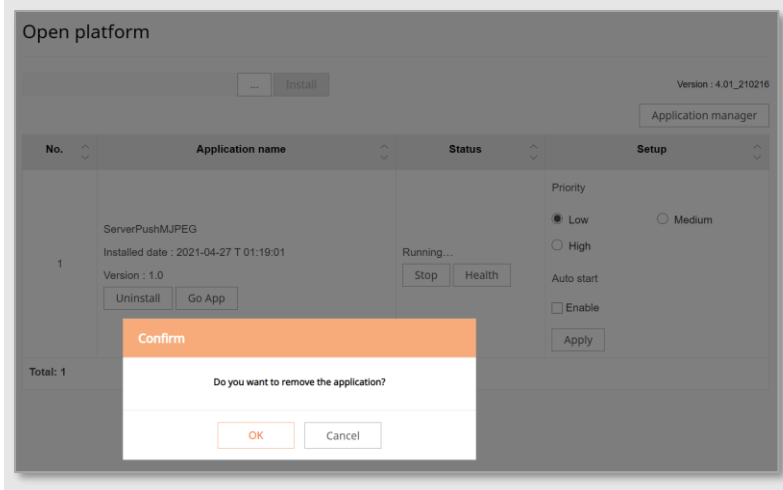 Open platform
... Install
Version : 4.01_210216
Application manager
No. Application name Status Setup
Priority
Low Medium
High
ServerPushMJPEG
Installed date : 2021-04-27 T 01:19:01
Version : 1.0
Uninstall Go App
1
Running...
Stop Health
Auto start
Enable
Apply
Total: 1
Confirm
Do you want to remove the application?
OK Cancel